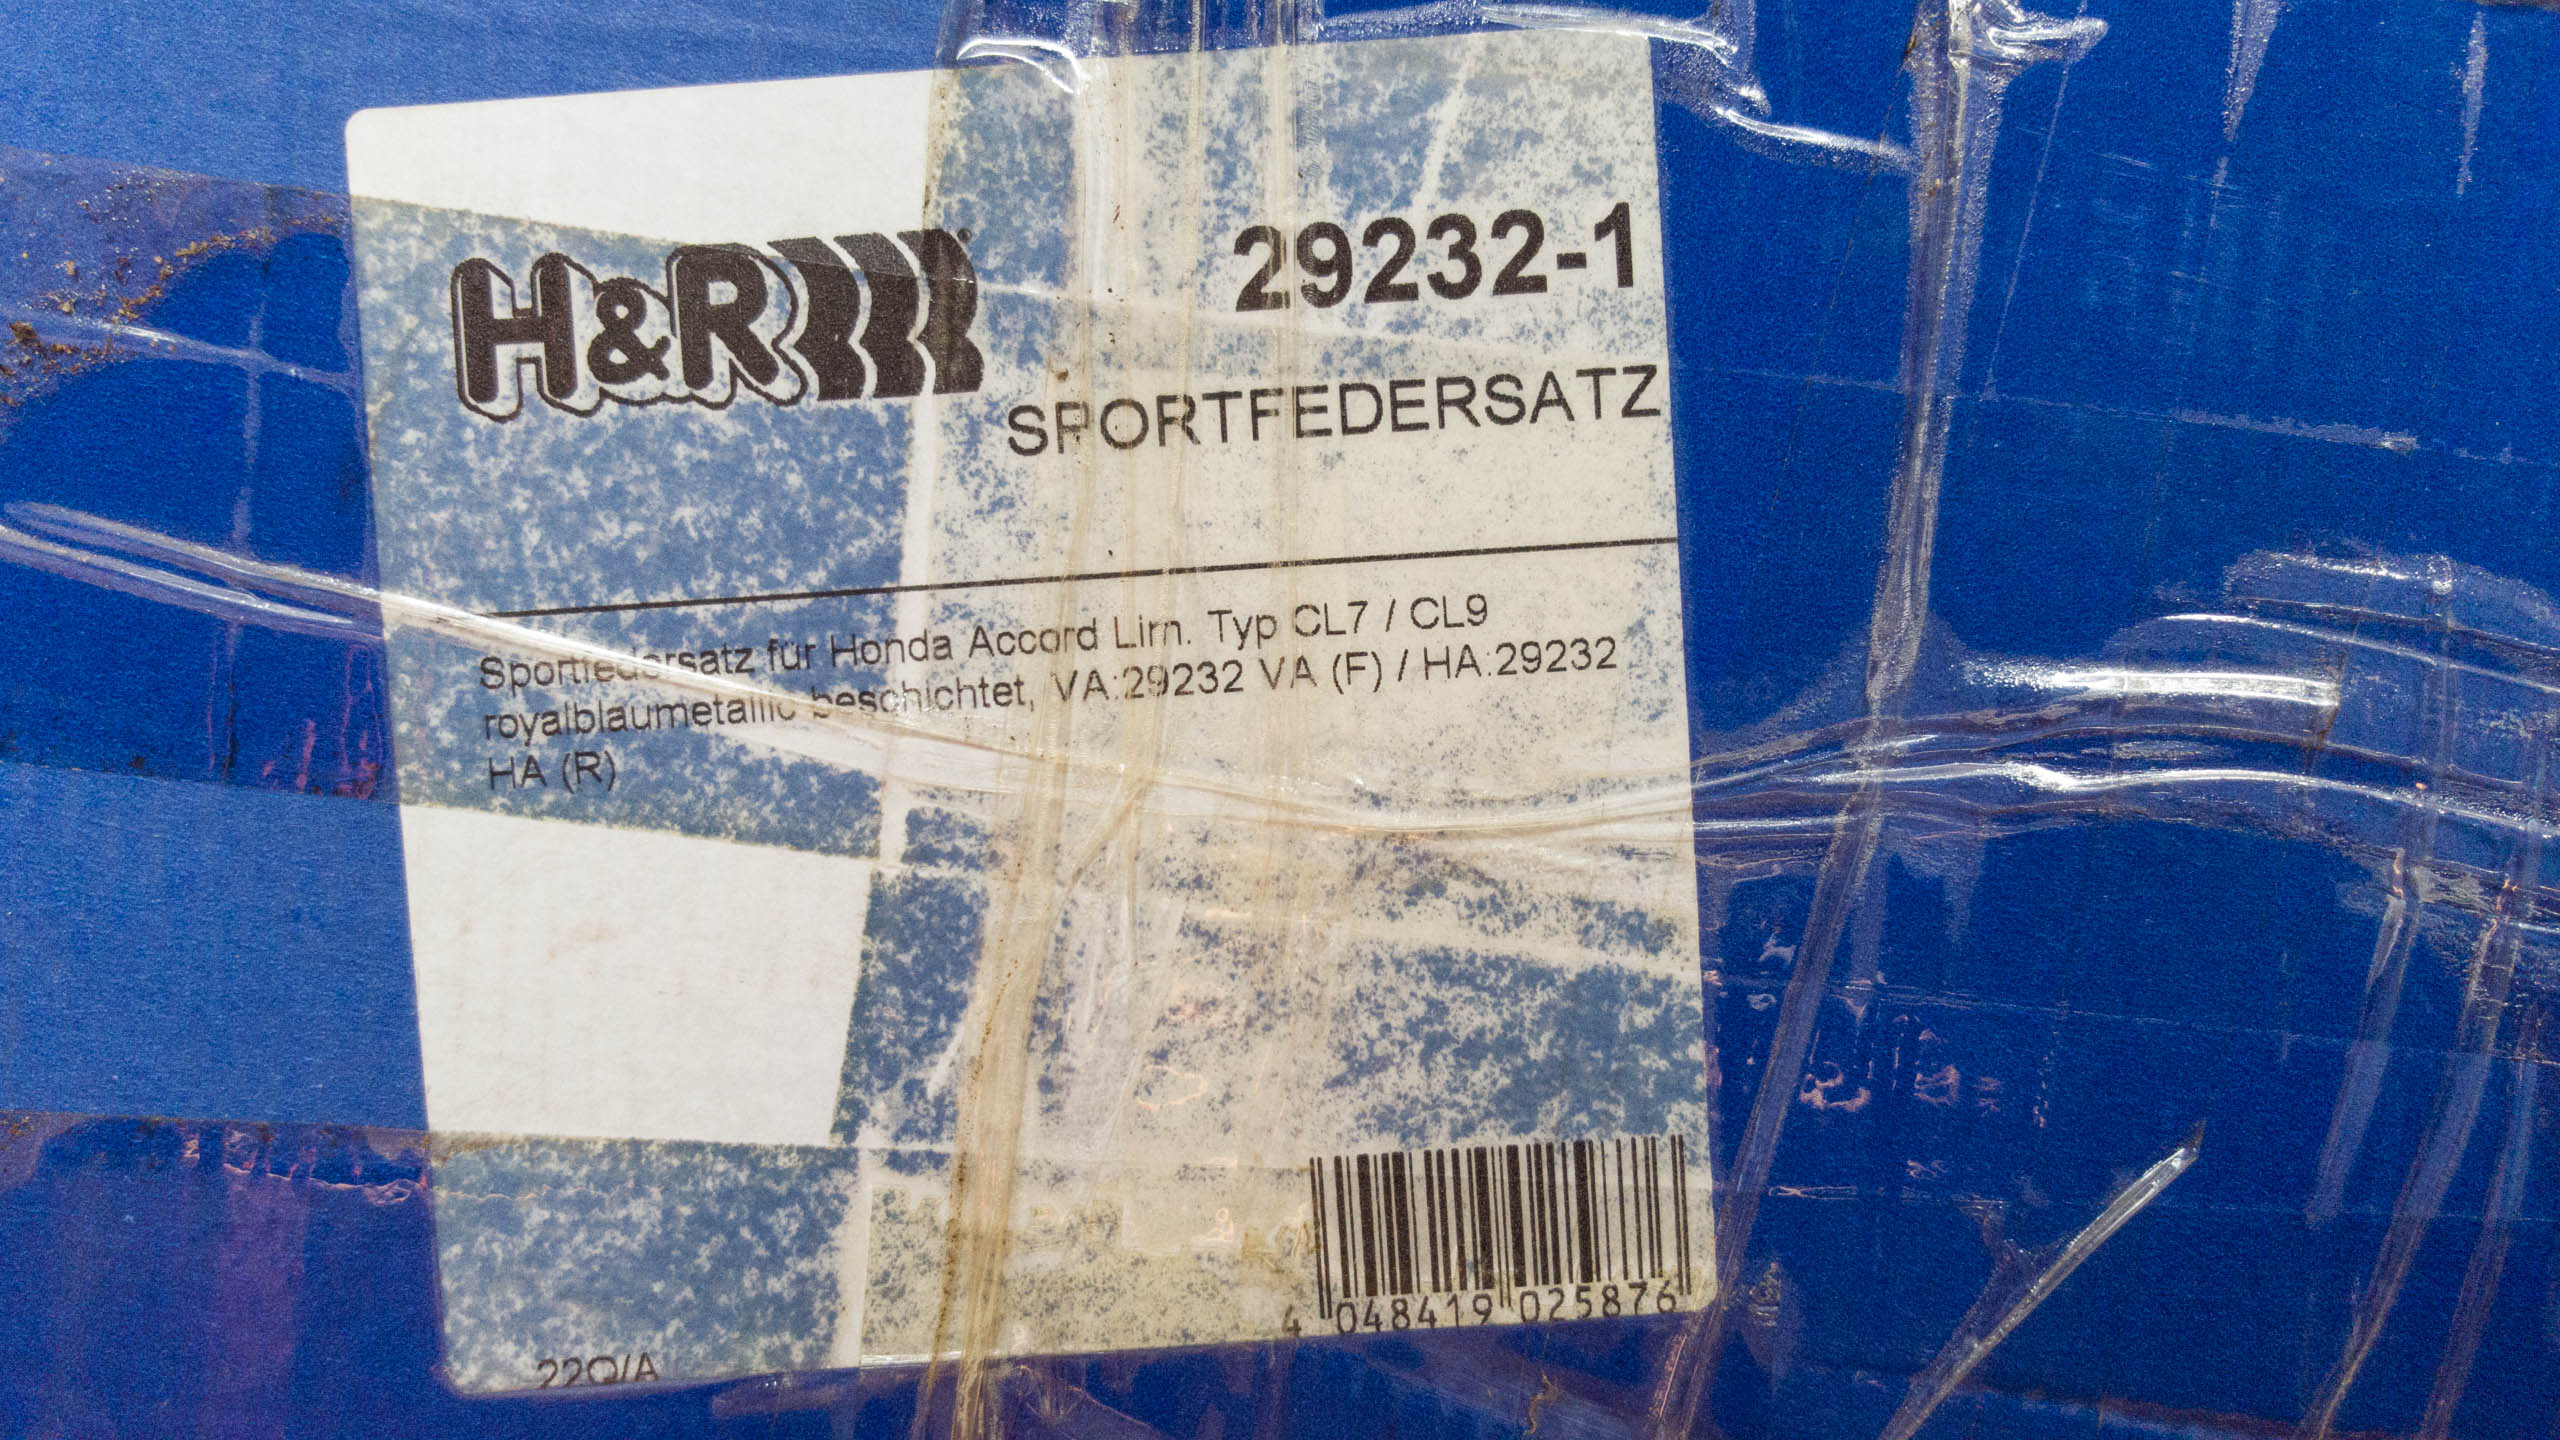 H&R
29232-1
SPORTFEDERSATZ
Sportfedersatz für Honda Accord Lim. Typ CL7 / CL9
royalblaumetallic beschichtet, VA:29232 VA (F) / HA:29232
HA (R)
4 048419 025876
22Q/A